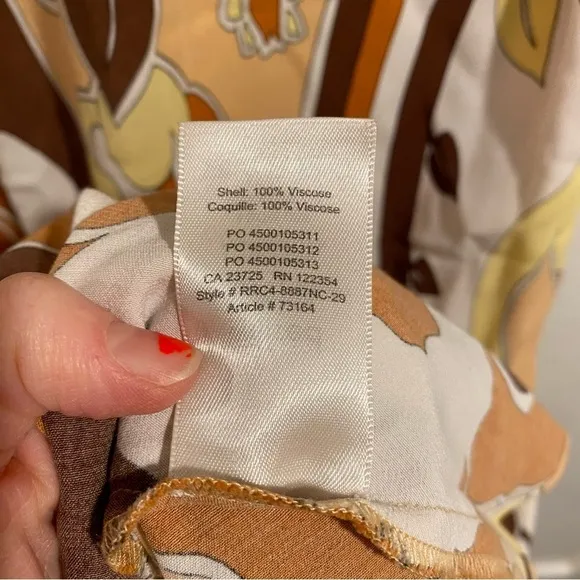 Shell: 100% Viscose
Coquille: 100% Viscose
PO 4500105311
PO 4500105312
PO 4500105313
CA 23725 RN 122354
Style # RRC4-8887NC-29
Article # 73164